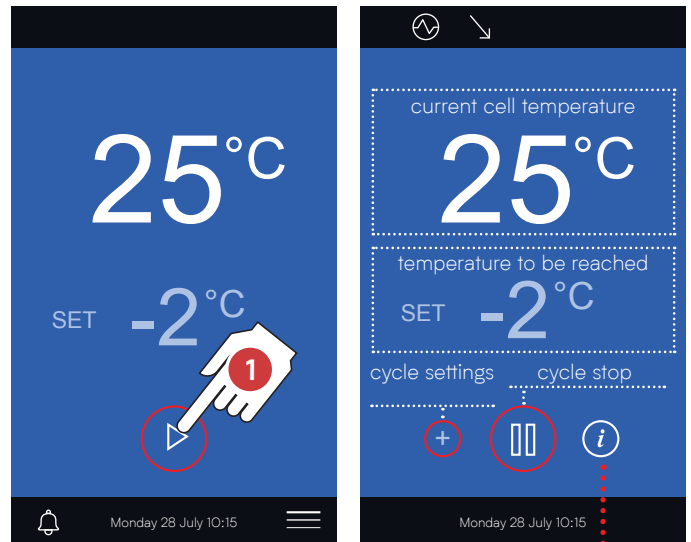 25°C
SET -2°C
1
Monday 28 July 10:15
current cell temperature
25°C
temperature to be reached
SET -2°C
cycle settings cycle stop
+ i
Monday 28 July 10:15